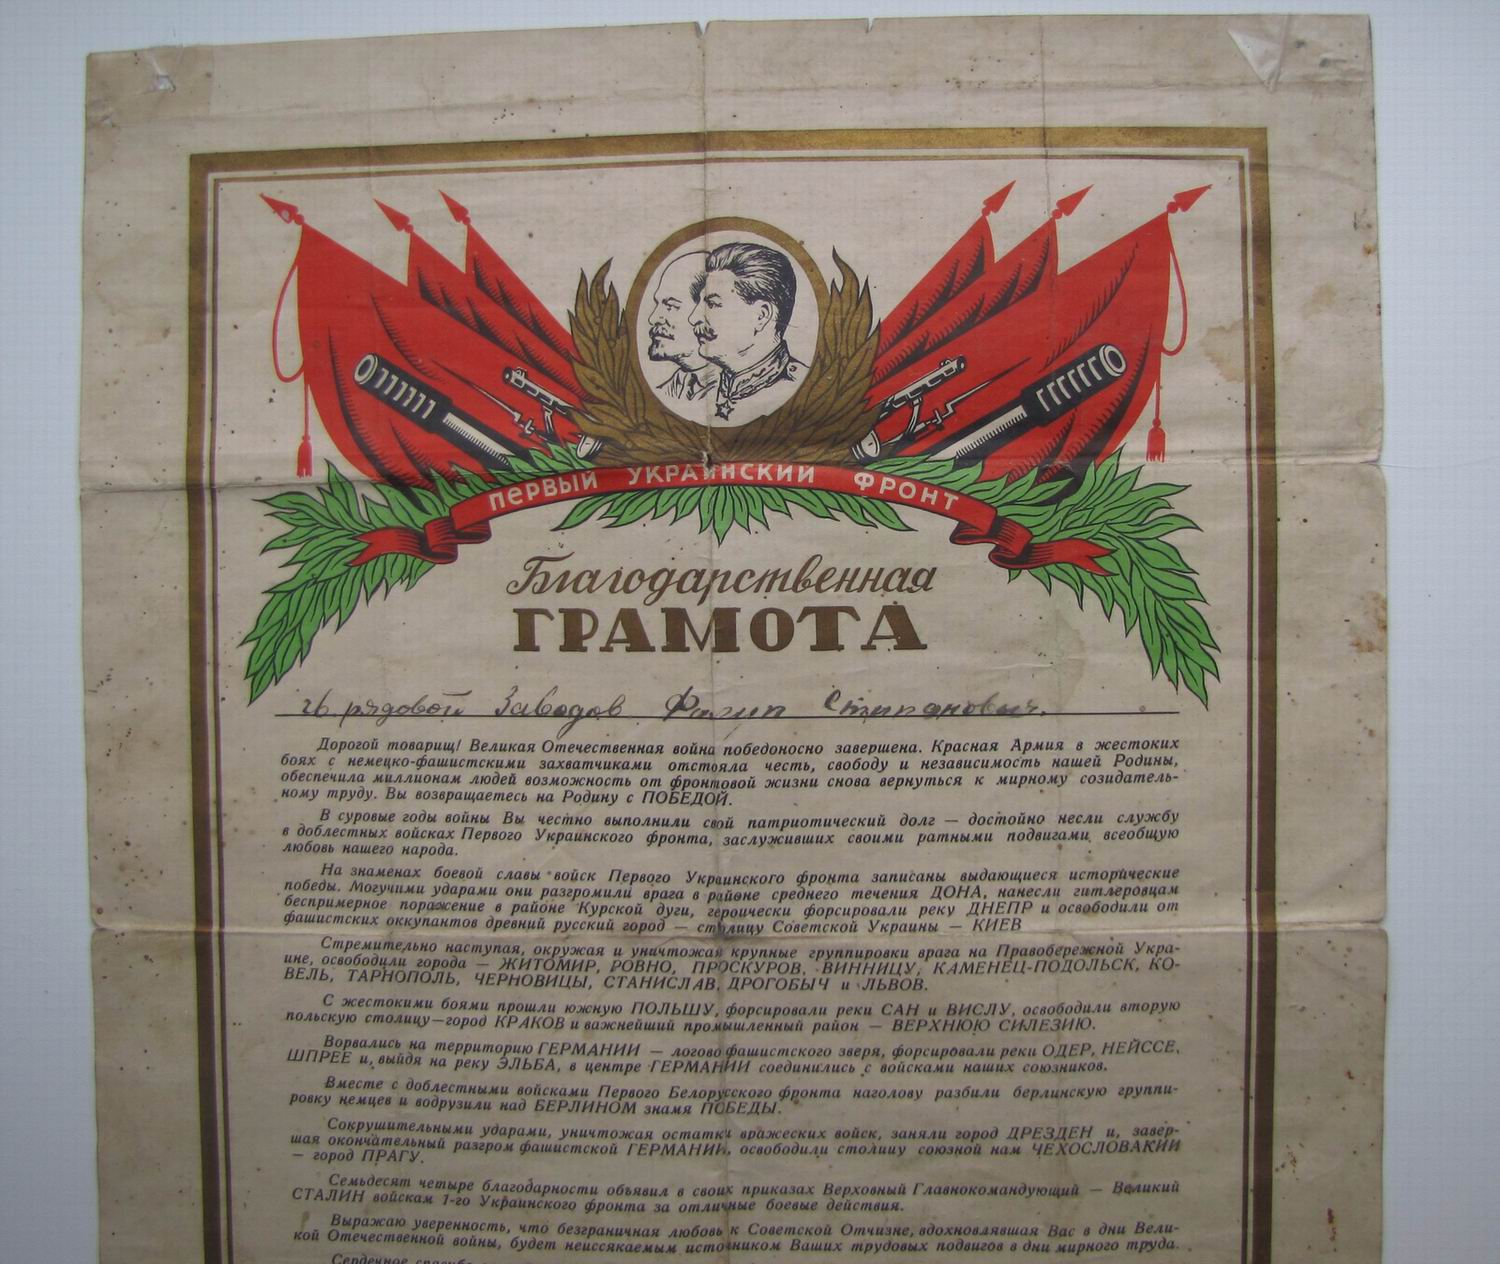 ПЕРВЫЙ УКРАИНСКИЙ ФРОНТ
Благодарственная
ГРАМОТА
рядовой Заводов Филип Степанович.
Дорогой товарищ! Великая Отечественная война победоносно завершена. Красная Армия в жестоких
боях с немецко-фашистскими захватчиками отстояла честь, свободу и независимость нашей Родины,
обеспечила миллионам людей возможность от фронтовой жизни снова вернуться к мирному созидатель-
ному труду. Вы возвращаетесь на Родину с ПОБЕДОЙ.
В суровые годы войны Вы честно выполнили свой патриотический долг — достойно несли службу
в доблестных войсках Первого Украинского фронта, заслуживших своими ратными подвигами всеобщую
любовь нашего народа.
На знаменах боевой славы войск Первого Украинского фронта записаны выдающиеся исторические
победы. Могучими ударами они разгромили врага в районе среднего течения ДОНА, нанесли гитлеровцам
беспримерное поражение в районе Курской дуги, героически форсировали реку ДНЕПР и освободили от
фашистских оккупантов древний русский город — столицу Советской Украины — КИЕВ
Стремительно наступая, окружая и уничтожая крупные группировки врага на Правобережной Укра-
ине, освободили города — ЖИТОМИР, РОВНО, ПРОСКУРОВ, ВИННИЦУ, КАМЕНЕЦ-ПОДОЛЬСК, КО-
ВЕЛЬ, ТАРНОПОЛЬ, ЧЕРНОВИЦЫ, СТАНИСЛАВ, ДРОГОБЫЧ и ЛЬВОВ.
С жестокими боями прошли южную ПОЛЬШУ, форсировали реки САН и ВИСЛУ, освободили вторую
польскую столицу—город КРАКОВ и важнейший промышленный район — ВЕРХНЮЮ СИЛЕЗИЮ.
Ворвались на территорию ГЕРМАНИИ — логово фашистского зверя, форсировали реки ОДЕР, НЕЙССЕ,
ШПРЕЕ и, выйдя на реку ЭЛЬБА, в центре ГЕРМАНИИ соединились с войсками наших союзников.
Вместе с доблестными войсками Первого Белорусского фронта наголову разбили берлинскую группи-
ровку немцев и водрузили над БЕРЛИНОМ знамя ПОБЕДЫ.
Сокрушительными ударами, уничтожая остатки вражеских войск, заняли город ДРЕЗДЕН и, завер-
шая окончательный разгром фашистской ГЕРМАНИИ, освободили столицу союзной нам ЧЕХОСЛОВАКИИ
— город ПРАГУ.
Семьдесят четыре благодарности объявил в своих приказах Верховный Главнокомандующий — Великий
СТАЛИН войскам 1-го Украинского фронта за отличные боевые действия.
Выражаю уверенность, что безграничная любовь к Советской Отчизне, вдохновлявшая Вас в дни Вели-
кой Отечественной войны, будет неиссякаемым источником Ваших трудовых подвигов в дни мирного труда.
Сердечное